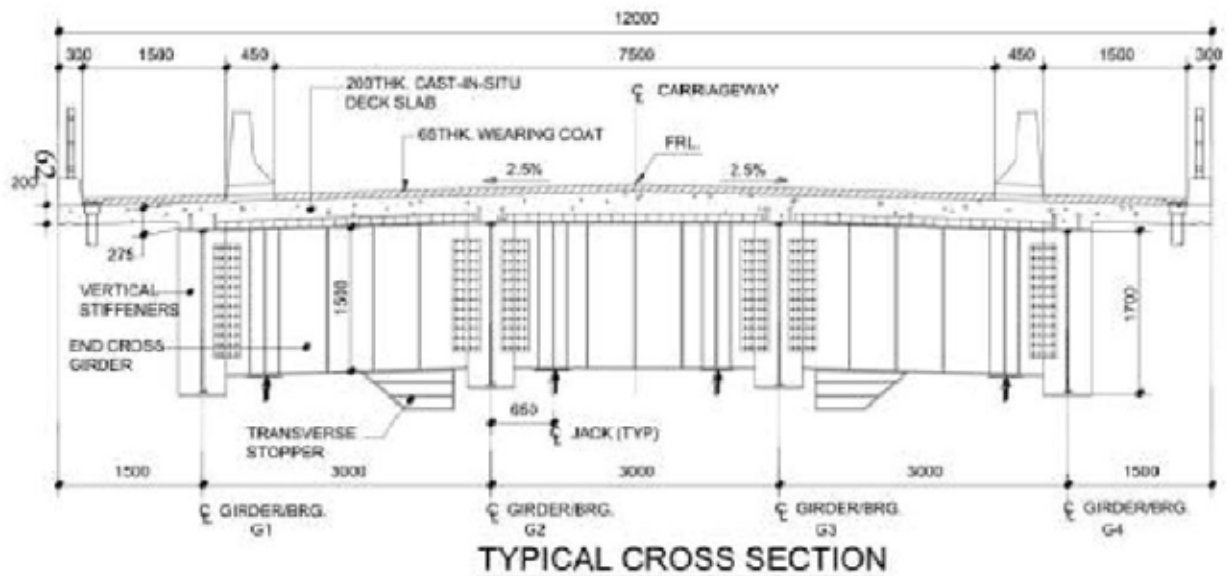 12000
300 1500 450 7500 450 1500 300
200THK. CAST-IN-SITU
DECK SLAB
℄ CARRIAGEWAY
65THK. WEARING COAT
FRL.
2.5% 2.5%
62
200
275
VERTICAL
STIFFENERS
1500
1700
END CROSS
GIRDER
650
TRANSVERSE
STOPPER
℄ JACK (TYP)
1500 3000 3000 3000 1500
℄ GIRDER/BRG.
G1
℄ GIRDER/BRG.
G2
℄ GIRDER/BRG.
G3
℄ GIRDER/BRG.
G4
TYPICAL CROSS SECTION